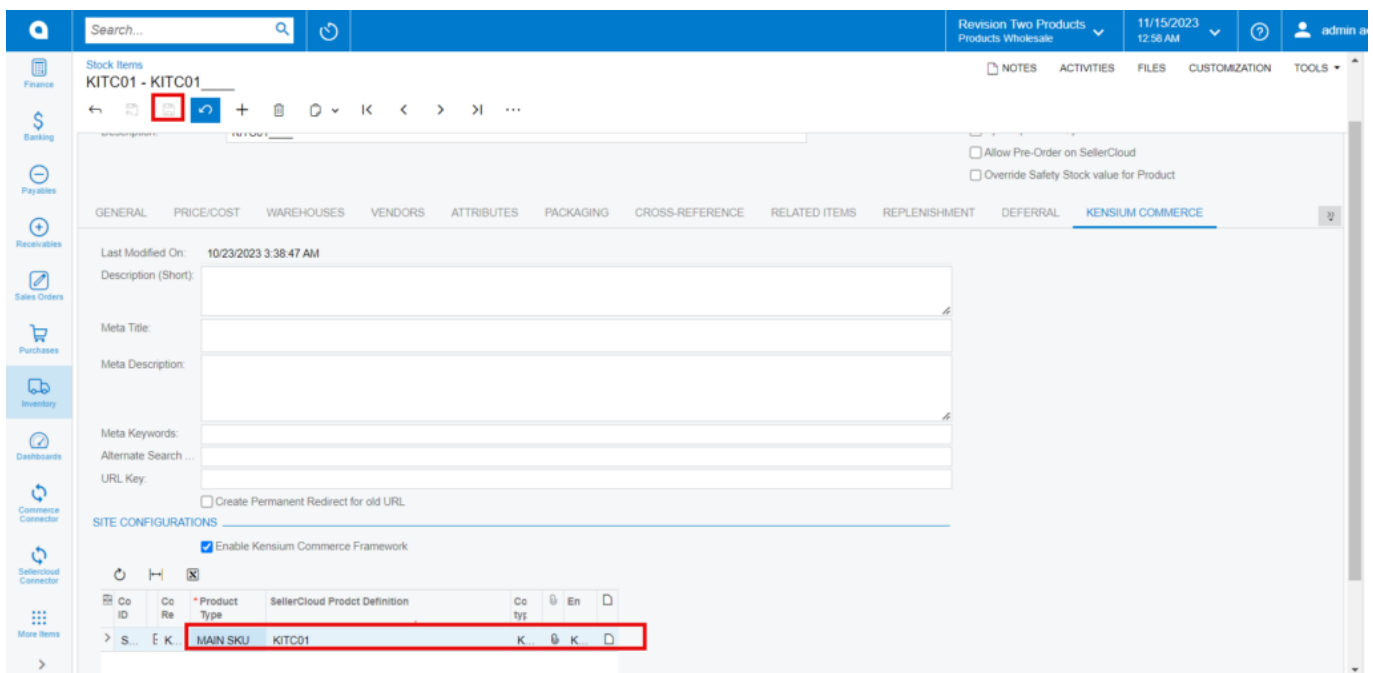 Search...
Revision Two Products
Products Wholesale
11/15/2023
12:56 AM
admin a
Finance
Banking
Payables
Receivables
Sales Orders
Purchases
Inventory
Dashboards
Commerce
Connector
Sellercloud
Connector
More Items
Stock Items
KITC01 - KITC01____
NOTES ACTIVITIES FILES CUSTOMIZATION TOOLS
Description:
Allow Pre-Order on SellerCloud
Override Safety Stock value for Product
GENERAL PRICE/COST WAREHOUSES VENDORS ATTRIBUTES PACKAGING CROSS-REFERENCE RELATED ITEMS REPLENISHMENT DEFERRAL KENSIUM COMMERCE
Last Modified On: 10/23/2023 3:38:47 AM
Description (Short):
Meta Title:
Meta Description:
Meta Keywords:
Alternate Search ...
URL Key:
Create Permanent Redirect for old URL
SITE CONFIGURATIONS
Enable Kensium Commerce Framework
Co Co *Product SellerCloud Prodct Definition Co En
ID Re Type
S... K... MAIN SKU KITC01 K... K...